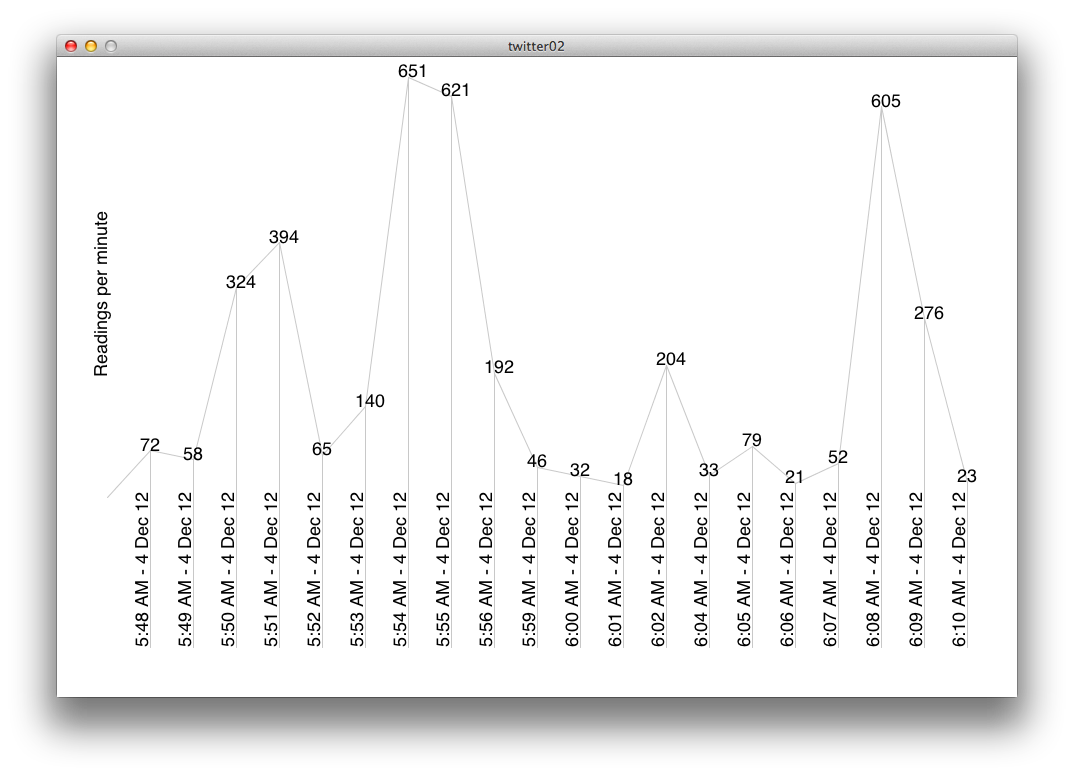 twitter02
Readings per minute
72
58
324
394
65
140
651
621
192
46
32
18
204
33
79
21
52
605
276
23
5:48 AM - 4 Dec 12
5:49 AM - 4 Dec 12
5:50 AM - 4 Dec 12
5:51 AM - 4 Dec 12
5:52 AM - 4 Dec 12
5:53 AM - 4 Dec 12
5:54 AM - 4 Dec 12
5:55 AM - 4 Dec 12
5:56 AM - 4 Dec 12
5:59 AM - 4 Dec 12
6:00 AM - 4 Dec 12
6:01 AM - 4 Dec 12
6:02 AM - 4 Dec 12
6:04 AM - 4 Dec 12
6:05 AM - 4 Dec 12
6:06 AM - 4 Dec 12
6:07 AM - 4 Dec 12
6:08 AM - 4 Dec 12
6:09 AM - 4 Dec 12
6:10 AM - 4 Dec 12